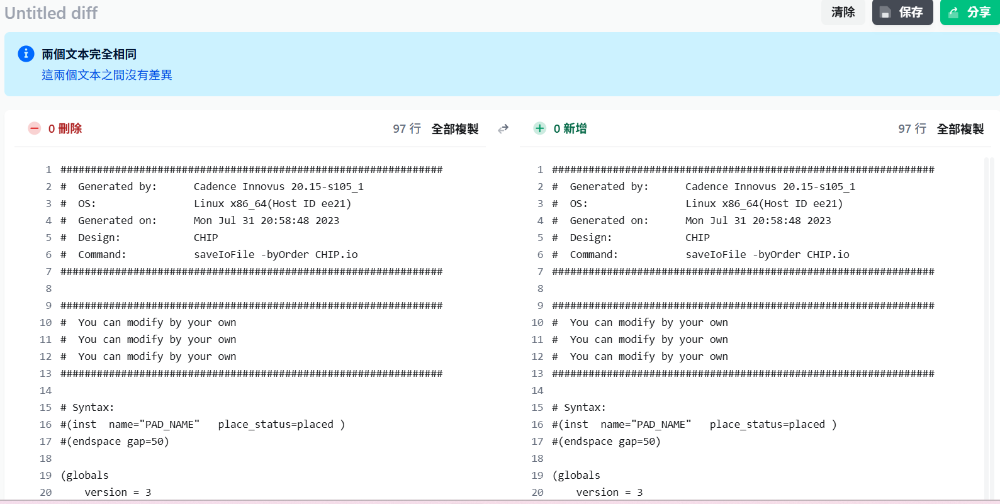 Untitled diff
清除
保存
分享
兩個文本完全相同
這兩個文本之間沒有差異
0 刪除
97 行 全部複製
0 新增
97 行 全部複製
1 ###############################################################
2 #  Generated by:      Cadence Innovus 20.15-s105_1
3 #  OS:                Linux x86_64(Host ID ee21)
4 #  Generated on:      Mon Jul 31 20:58:48 2023
5 #  Design:            CHIP
6 #  Command:           saveIoFile -byOrder CHIP.io
7 ###############################################################
8
9 ###############################################################
10 #  You can modify by your own
11 #  You can modify by your own
12 #  You can modify by your own
13 ###############################################################
14
15 # Syntax:
16 #(inst  name="PAD_NAME"   place_status=placed )
17 #(endspace gap=50)
18
19 (globals
20     version = 3
1 ###############################################################
2 #  Generated by:      Cadence Innovus 20.15-s105_1
3 #  OS:                Linux x86_64(Host ID ee21)
4 #  Generated on:      Mon Jul 31 20:58:48 2023
5 #  Design:            CHIP
6 #  Command:           saveIoFile -byOrder CHIP.io
7 ###############################################################
8
9 ###############################################################
10 #  You can modify by your own
11 #  You can modify by your own
12 #  You can modify by your own
13 ###############################################################
14
15 # Syntax:
16 #(inst  name="PAD_NAME"   place_status=placed )
17 #(endspace gap=50)
18
19 (globals
20     version = 3